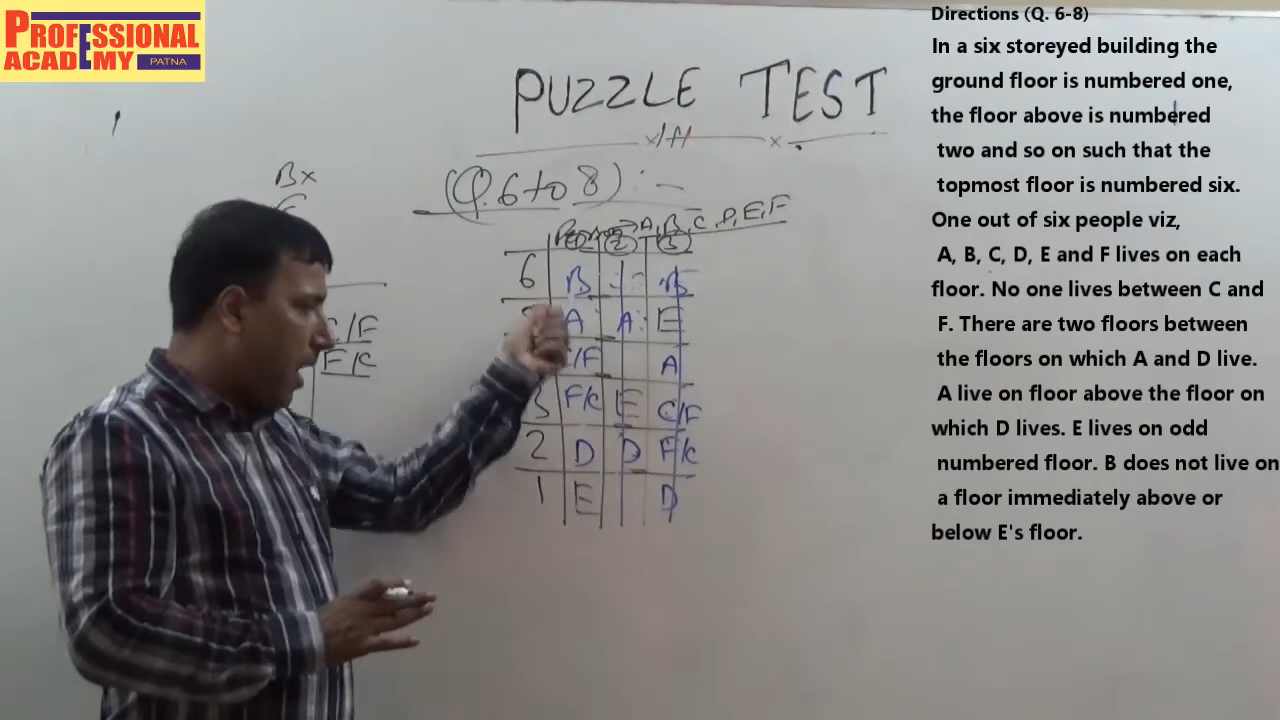 PROFESSIONAL
ACADEMY
PATNA
PUZZLE TEST
(Q. 6 to 8) : -
A, B, C, D, E, F
(2) (3)
6 B B
A A E
C/F
F/C
C/F A
3 F/C E C/F
2 D D F/C
1 E D
Bx
Directions (Q. 6-8)
In a six storeyed building the
ground floor is numbered one,
the floor above is numbered
two and so on such that the
topmost floor is numbered six.
One out of six people viz,
A, B, C, D, E and F lives on each
floor. No one lives between C and
F. There are two floors between
the floors on which A and D live.
A live on floor above the floor on
which D lives. E lives on odd
numbered floor. B does not live on
a floor immediately above or
below E's floor.